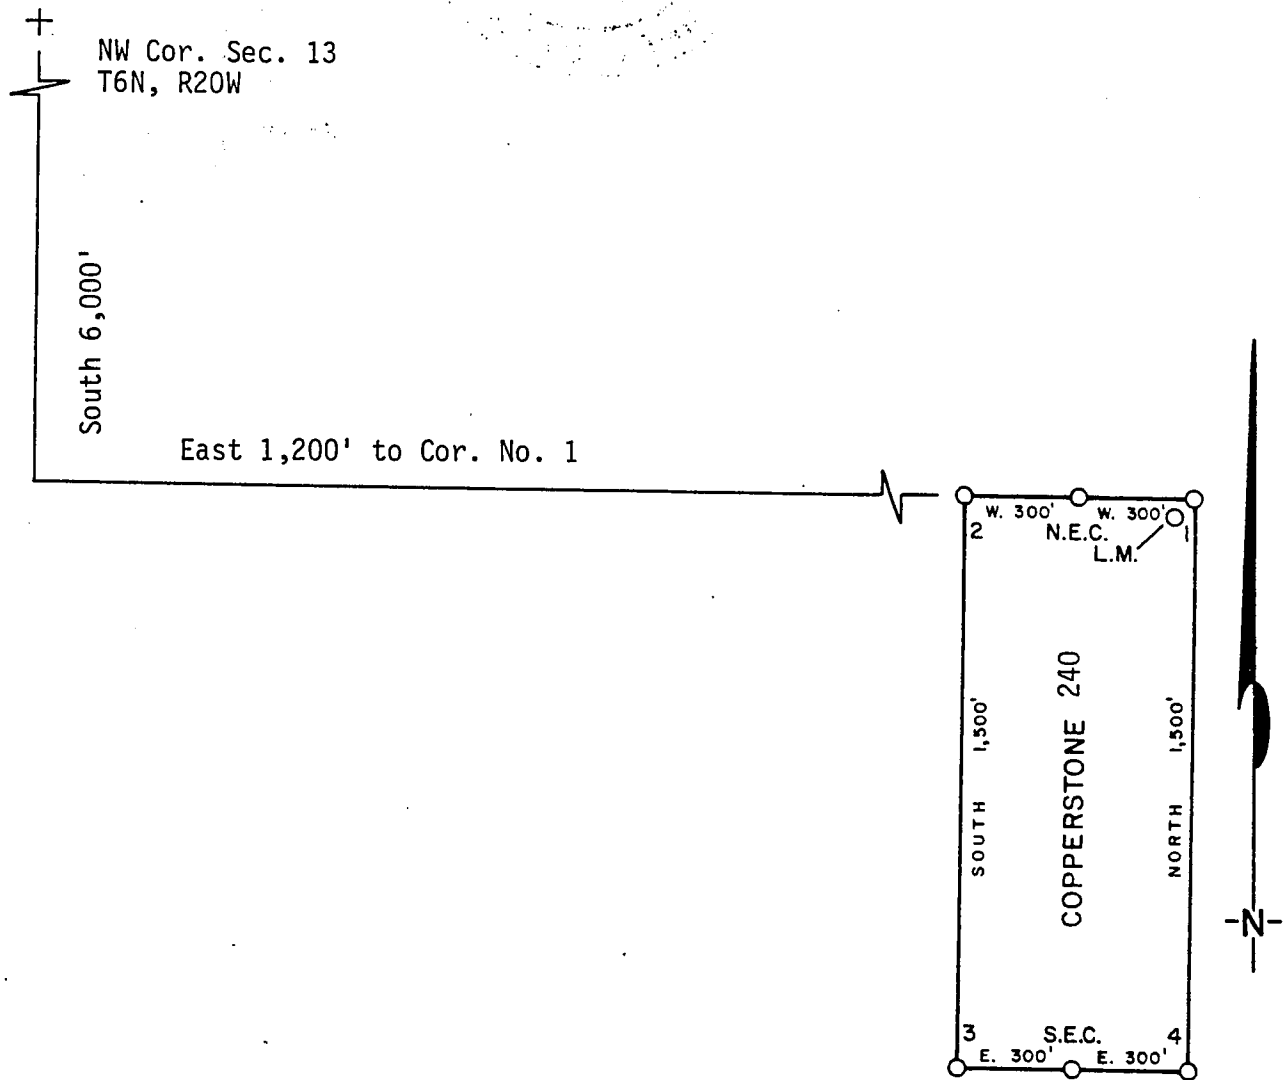 NW Cor. Sec. 13
T6N, R20W
South 6,000'
East 1,200' to Cor. No. 1
W. 300' W. 300'
2 N.E.C. 1
L.M.
COPPERSTONE 240
SOUTH 1,500'
NORTH 1,500'
-N-
3 S.E.C. 4
E. 300' E. 300'